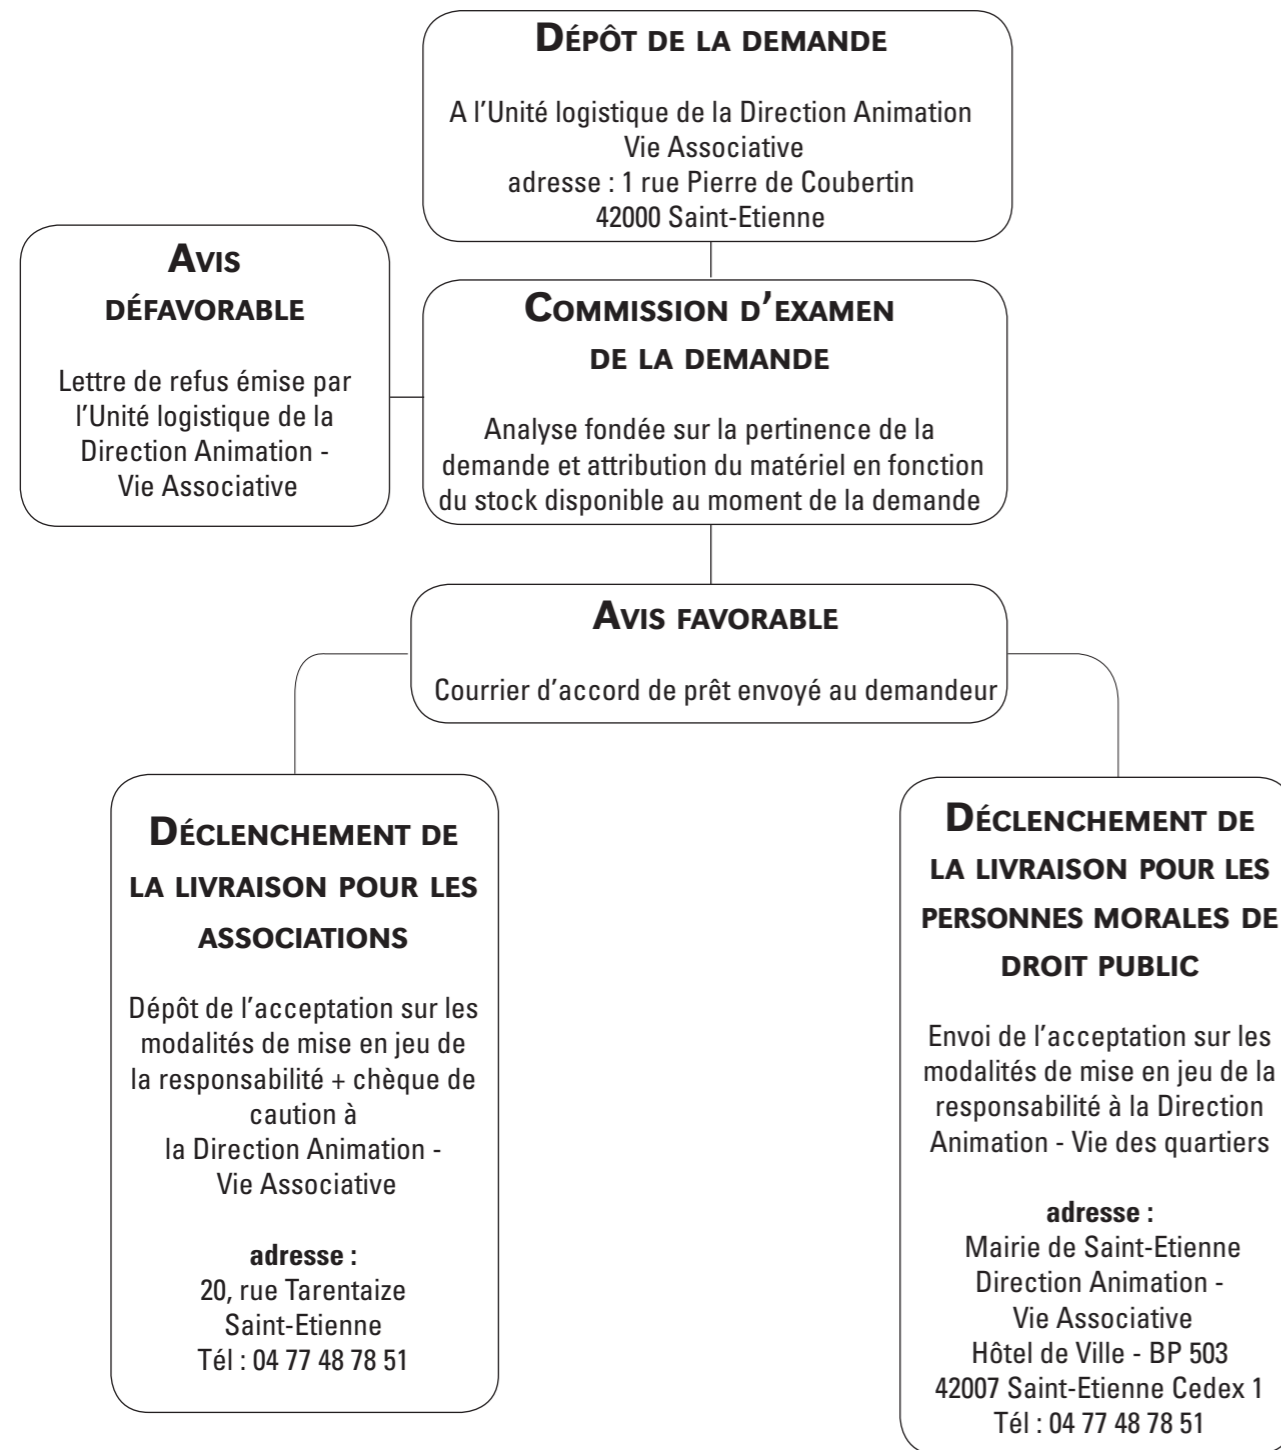 DÉPÔT DE LA DEMANDE
A l'Unité logistique de la Direction Animation
Vie Associative
adresse : 1 rue Pierre de Coubertin
42000 Saint-Etienne
AVIS
DÉFAVORABLE
Lettre de refus émise par
l'Unité logistique de la
Direction Animation -
Vie Associative
COMMISSION D'EXAMEN
DE LA DEMANDE
Analyse fondée sur la pertinence de la
demande et attribution du matériel en fonction
du stock disponible au moment de la demande
AVIS FAVORABLE
Courrier d'accord de prêt envoyé au demandeur
DÉCLENCHEMENT DE
LA LIVRAISON POUR LES
ASSOCIATIONS
Dépôt de l'acceptation sur les
modalités de mise en jeu de
la responsabilité + chèque de
caution à
la Direction Animation -
Vie Associative
adresse :
20, rue Tarentaize
Saint-Etienne
Tél : 04 77 48 78 51
DÉCLENCHEMENT DE
LA LIVRAISON POUR LES
PERSONNES MORALES DE
DROIT PUBLIC
Envoi de l'acceptation sur les
modalités de mise en jeu de la
responsabilité à la Direction
Animation - Vie des quartiers
adresse :
Mairie de Saint-Etienne
Direction Animation -
Vie Associative
Hôtel de Ville - BP 503
42007 Saint-Etienne Cedex 1
Tél : 04 77 48 78 51